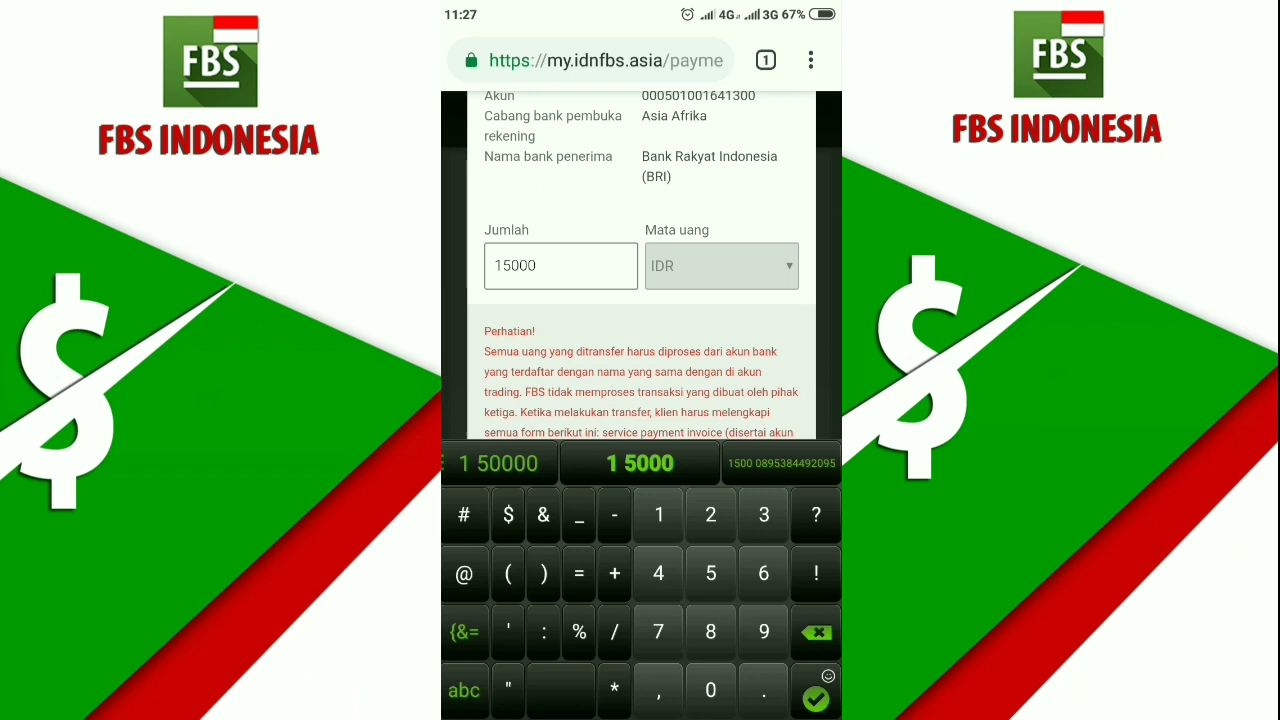 FBS
FBS INDONESIA
11:27
4G 3G 67%
https://my.idnfbs.asia/payme
1
Akun 000501001641300
Cabang bank pembuka rekening
Asia Afrika
Nama bank penerima
Bank Rakyat Indonesia
(BRI)
Jumlah Mata uang
15000 IDR
Perhatian!
Semua uang yang ditransfer harus diproses dari akun bank
yang terdaftar dengan nama yang sama dengan di akun
trading. FBS tidak memproses transaksi yang dibuat oleh pihak
ketiga. Ketika melakukan transfer, klien harus melengkapi
semua form berikut ini: service payment invoice (disertai akun
1 50000 1 5000 1500 0895384492095
# $ & _ - 1 2 3 ?
@ ( ) = + 4 5 6 !
{&= ' : % / 7 8 9
abc " * , 0 .
FBS
FBS INDONESIA